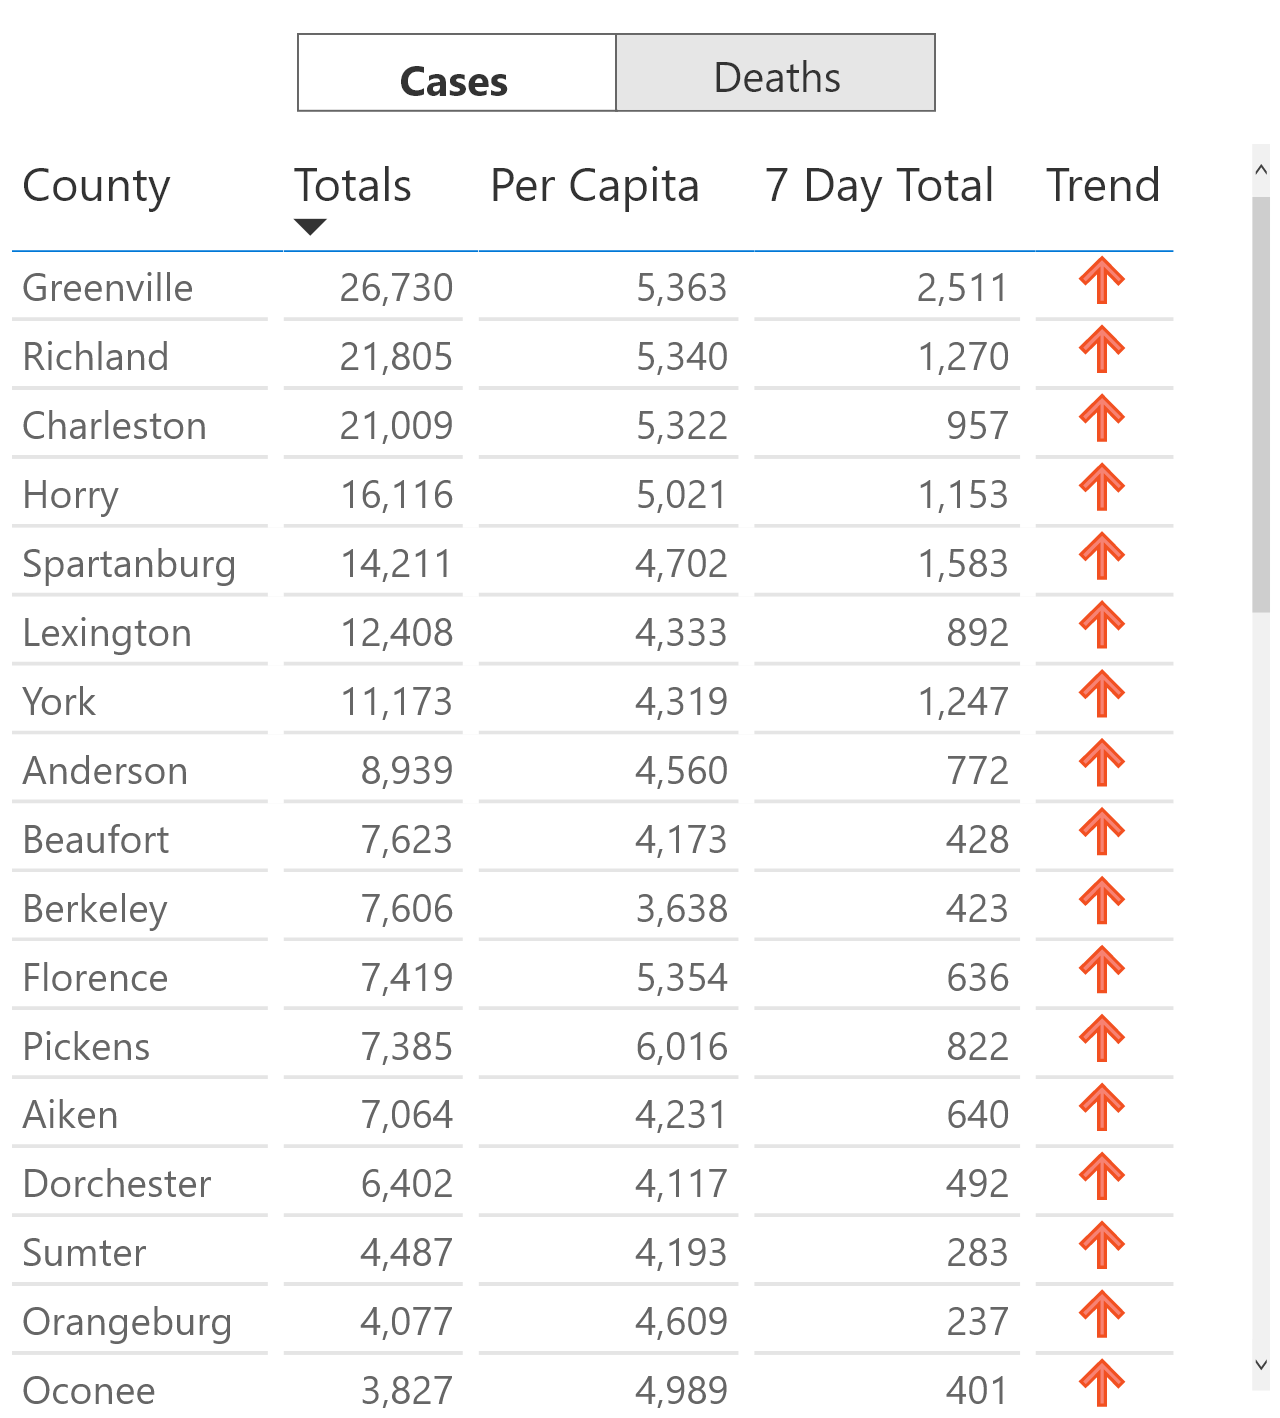 Cases Deaths
County Totals Per Capita 7 Day Total Trend
Greenville 26,730 5,363 2,511
Richland 21,805 5,340 1,270
Charleston 21,009 5,322 957
Horry 16,116 5,021 1,153
Spartanburg 14,211 4,702 1,583
Lexington 12,408 4,333 892
York 11,173 4,319 1,247
Anderson 8,939 4,560 772
Beaufort 7,623 4,173 428
Berkeley 7,606 3,638 423
Florence 7,419 5,354 636
Pickens 7,385 6,016 822
Aiken 7,064 4,231 640
Dorchester 6,402 4,117 492
Sumter 4,487 4,193 283
Orangeburg 4,077 4,609 237
Oconee 3,827 4,989 401